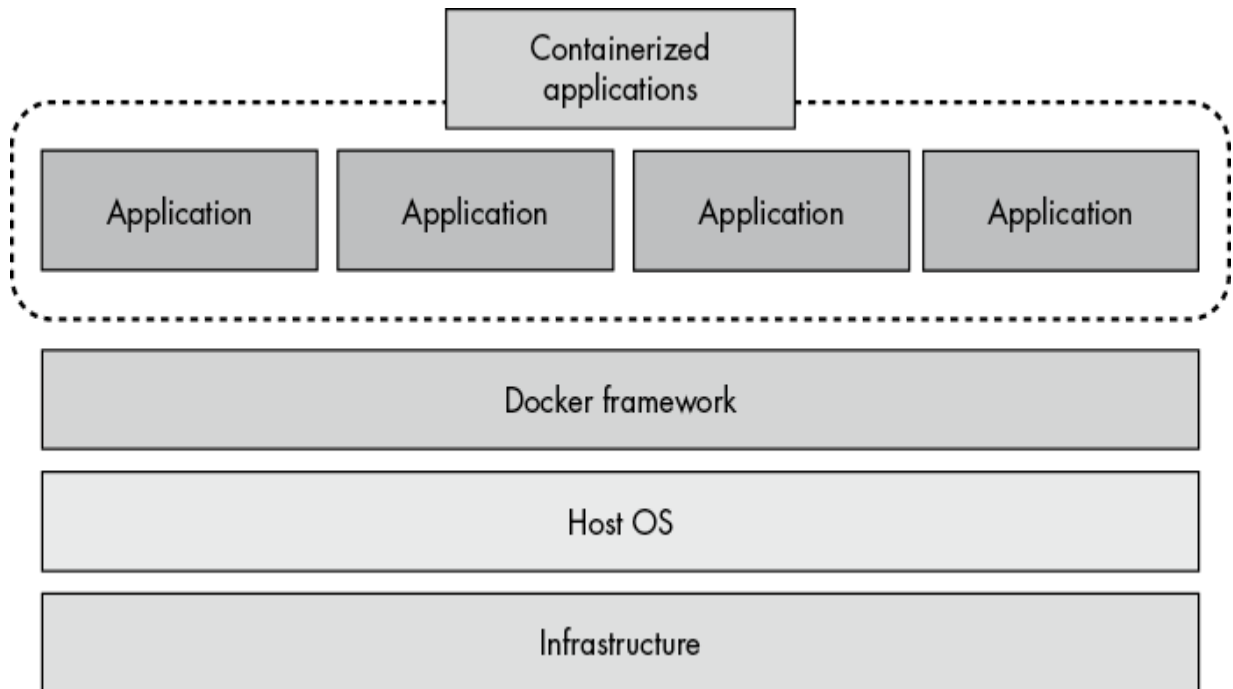 Containerized
applications
Application
Application
Application
Application
Docker framework
Host OS
Infrastructure